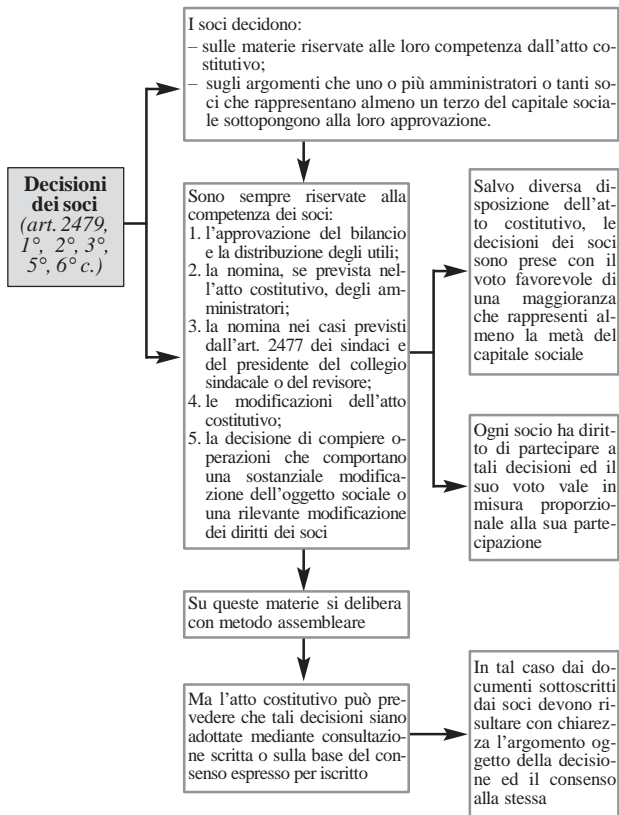 I soci decidono:
– sulle materie riservate alle loro competenza dall’atto co-
stitutivo;
– sugli argomenti che uno o più amministratori o tanti so-
ci che rappresentano almeno un terzo del capitale socia-
le sottopongono alla loro approvazione.
Decisioni
dei soci
(art. 2479,
1°, 2°, 3°,
5°, 6° c.)
Sono sempre riservate alla
competenza dei soci:
1. l’approvazione del bilancio
e la distribuzione degli utili;
2. la nomina, se prevista nel-
l’atto costitutivo, degli am-
ministratori;
3. la nomina nei casi previsti
dall’art. 2477 dei sindaci e
del presidente del collegio
sindacale o del revisore;
4. le modificazioni dell’atto
costitutivo;
5. la decisione di compiere o-
perazioni che comportano
una sostanziale modifica-
zione dell’oggetto sociale o
una rilevante modificazione
dei diritti dei soci
Salvo diversa di-
sposizione dell’at-
to costitutivo, le
decisioni dei soci
sono prese con il
voto favorevole di
una maggioranza
che rappresenti al-
meno la metà del
capitale sociale
Ogni socio ha dirit-
to di partecipare a
tali decisioni ed il
suo voto vale in
misura proporzio-
nale alla sua parte-
cipazione
Su queste materie si delibera
con metodo assembleare
Ma l’atto costitutivo può pre-
vedere che tali decisioni siano
adottate mediante consultazio-
ne scritta o sulla base del con-
senso espresso per iscritto
In tal caso dai do-
cumenti sottoscritti
dai soci devono ri-
sultare con chiarez-
za l’argomento og-
getto della decisio-
ne ed il consenso
alla stessa